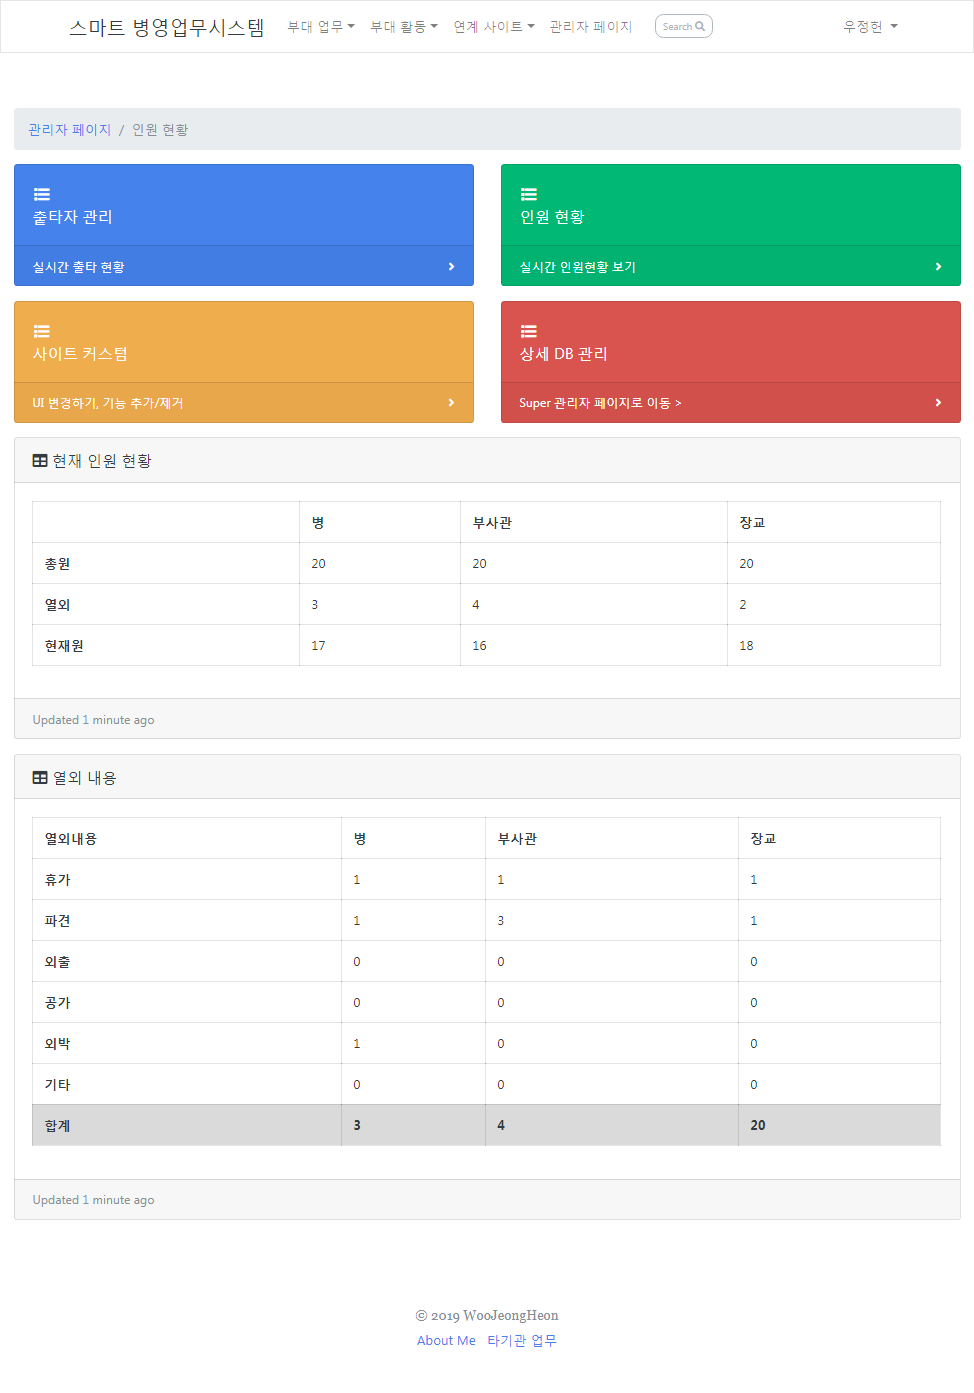 스마트 병영업무시스템 부대 업무 부대 활동 연계 사이트 관리자 페이지 Search 우정헌
관리자 페이지 / 인원 현황
출타자 관리
실시간 출타 현황
인원 현황
실시간 인원현황 보기
사이트 커스텀
UI 변경하기, 기능 추가/제거
상세 DB 관리
Super 관리자 페이지로 이동 >
현재 인원 현황
병 부사관 장교
총원 20 20 20
열외 3 4 2
현재원 17 16 18
Updated 1 minute ago
열외 내용
열외내용 병 부사관 장교
휴가 1 1 1
파견 1 3 1
외출 0 0 0
공가 0 0 0
외박 1 0 0
기타 0 0 0
합계 3 4 20
Updated 1 minute ago
© 2019 WooJeongHeon
About Me 타기관 업무